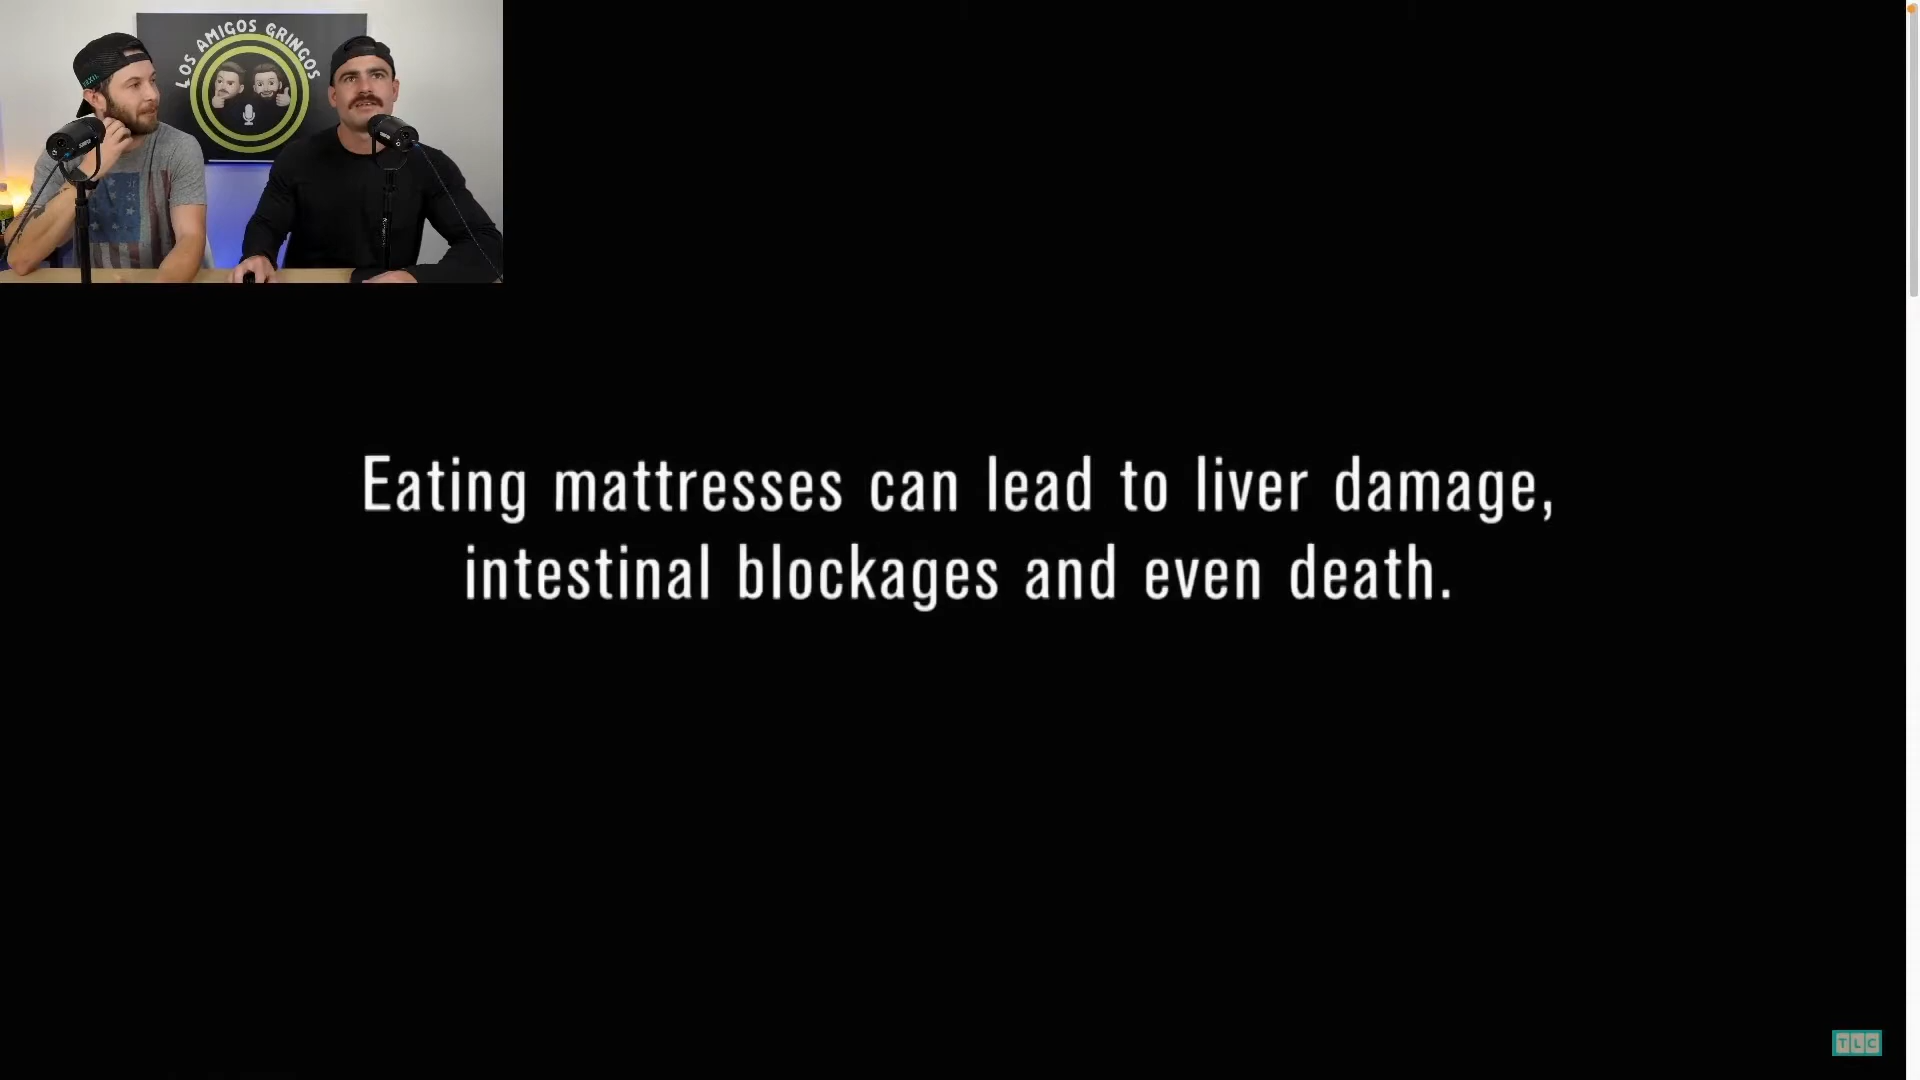 LOS AMIGOS GRINGOS
Eating mattresses can lead to liver damage,
intestinal blockages and even death.
TLC